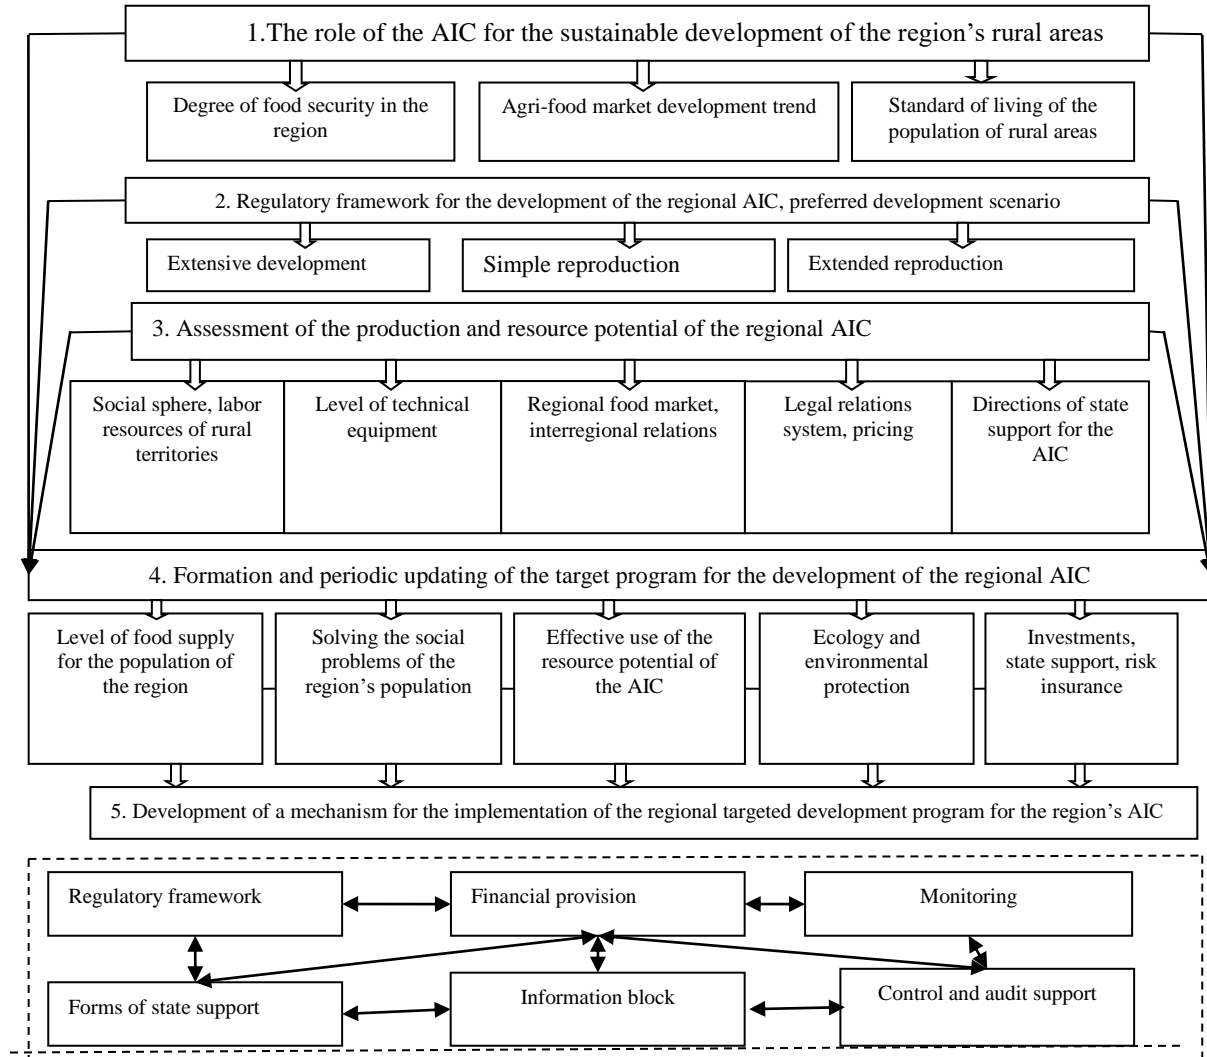 1.The role of the AIC for the sustainable development of the region’s rural areas
Degree of food security in the
region
Agri-food market development trend
Standard of living of the
population of rural areas
2. Regulatory framework for the development of the regional AIC, preferred development scenario
Extensive development
Simple reproduction
Extended reproduction
3. Assessment of the production and resource potential of the regional AIC
Social sphere, labor
resources of rural
territories
Level of technical
equipment
Regional food market,
interregional relations
Legal relations
system, pricing
Directions of state
support for the
AIC
4. Formation and periodic updating of the target program for the development of the regional AIC
Level of food supply
for the population of
the region
Solving the social
problems of the
region’s population
Effective use of the
resource potential of
the AIC
Ecology and
environmental
protection
Investments,
state support, risk
insurance
5. Development of a mechanism for the implementation of the regional targeted development program for the region’s AIC
Regulatory framework
Financial provision
Monitoring
Forms of state support
Information block
Control and audit support